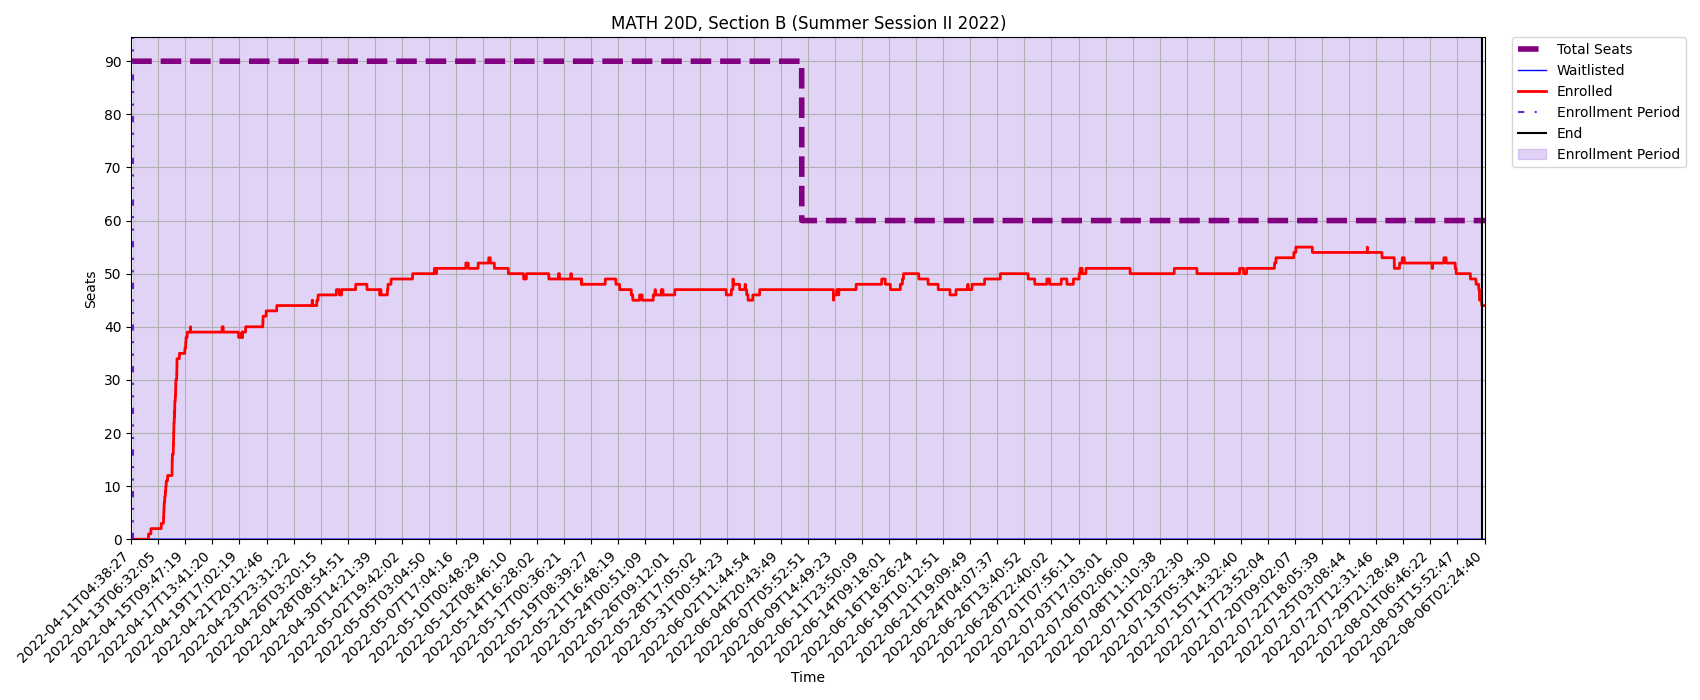 MATH 20D, Section B (Summer Session II 2022)
Total Seats
Waitlisted
Enrolled
Enrollment Period
End
Enrollment Period
Seats
90
80
70
60
50
40
30
20
10
0
2022-04-11T04:38:27
2022-04-13T06:32:05
2022-04-15T09:47:19
2022-04-17T13:41:20
2022-04-19T17:02:19
2022-04-21T20:12:46
2022-04-23T23:31:22
2022-04-26T03:20:15
2022-04-28T08:54:51
2022-04-30T14:21:39
2022-05-02T19:42:02
2022-05-05T03:04:50
2022-05-07T17:04:16
2022-05-10T00:48:29
2022-05-12T08:46:10
2022-05-14T16:28:02
2022-05-17T00:36:21
2022-05-19T08:39:27
2022-05-21T16:48:19
2022-05-24T00:51:09
2022-05-26T09:12:01
2022-05-28T17:05:02
2022-05-31T00:54:23
2022-06-02T11:44:54
2022-06-04T20:43:49
2022-06-07T05:52:51
2022-06-09T14:49:23
2022-06-11T23:50:09
2022-06-14T09:18:01
2022-06-16T18:26:24
2022-06-19T10:12:51
2022-06-21T19:09:49
2022-06-24T04:07:37
2022-06-26T13:40:52
2022-06-28T22:40:02
2022-07-01T07:56:11
2022-07-03T17:03:01
2022-07-06T02:06:00
2022-07-08T11:10:38
2022-07-10T20:22:30
2022-07-13T05:34:30
2022-07-15T14:32:40
2022-07-17T23:52:04
2022-07-20T09:02:07
2022-07-22T18:05:39
2022-07-25T03:08:44
2022-07-27T12:31:46
2022-07-29T21:28:49
2022-08-01T06:46:22
2022-08-03T15:52:47
2022-08-06T02:24:40
Time